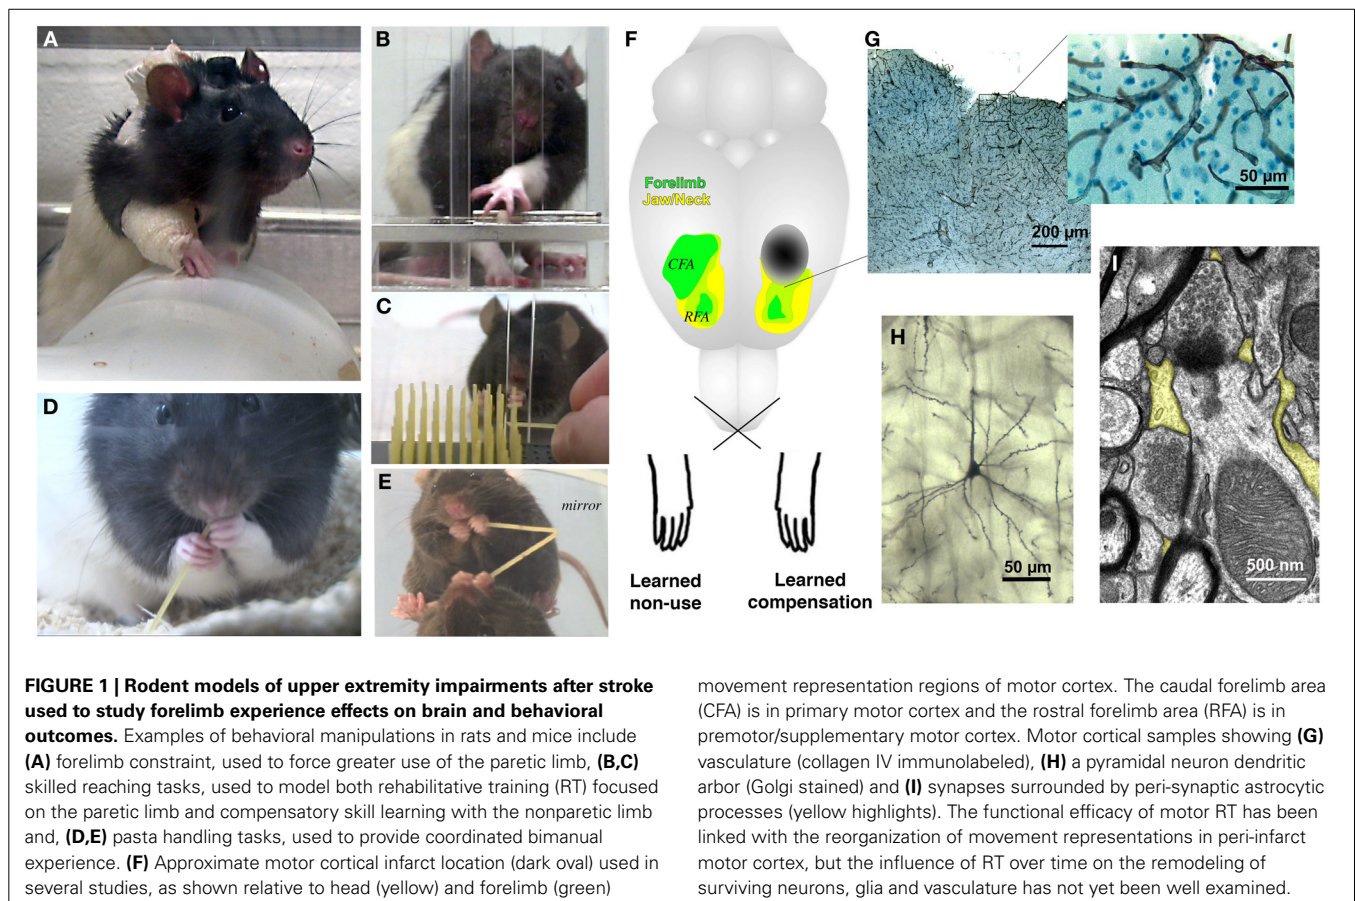 A
B
C
D
E
mirror
F
Forelimb
Jaw/Neck
CFA
RFA
Learned
non-use
Learned
compensation
G
200 µm
50 µm
H
50 µm
I
500 nm
FIGURE 1 | Rodent models of upper extremity impairments after stroke
used to study forelimb experience effects on brain and behavioral
outcomes. Examples of behavioral manipulations in rats and mice include
(A) forelimb constraint, used to force greater use of the paretic limb, (B,C)
skilled reaching tasks, used to model both rehabilitative training (RT) focused
on the paretic limb and compensatory skill learning with the nonparetic limb
and, (D,E) pasta handling tasks, used to provide coordinated bimanual
experience. (F) Approximate motor cortical infarct location (dark oval) used in
several studies, as shown relative to head (yellow) and forelimb (green)
movement representation regions of motor cortex. The caudal forelimb area
(CFA) is in primary motor cortex and the rostral forelimb area (RFA) is in
premotor/supplementary motor cortex. Motor cortical samples showing (G)
vasculature (collagen IV immunolabeled), (H) a pyramidal neuron dendritic
arbor (Golgi stained) and (I) synapses surrounded by peri-synaptic astrocytic
processes (yellow highlights). The functional efficacy of motor RT has been
linked with the reorganization of movement representations in peri-infarct
motor cortex, but the influence of RT over time on the remodeling of
surviving neurons, glia and vasculature has not yet been well examined.